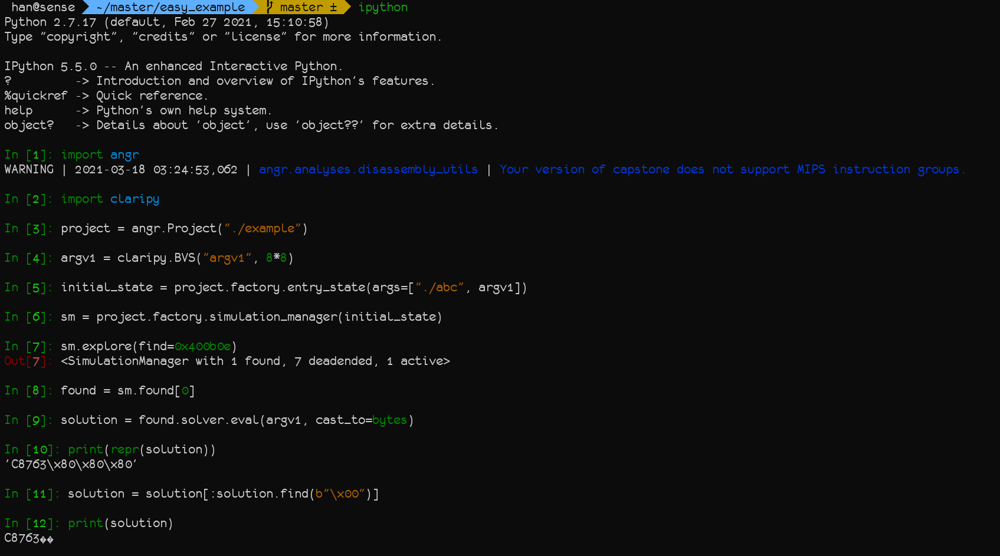 han@sense ~/master/easy_example master ± ipython
Python 2.7.17 (default, Feb 27 2021, 15:10:58)
Type "copyright", "credits" or "license" for more information.
IPython 5.5.0 -- An enhanced Interactive Python.
?         -> Introduction and overview of IPython's features.
%quickref -> Quick reference.
help      -> Python's own help system.
object?   -> Details about 'object', use 'object??' for extra details.
In [1]: import angr
WARNING | 2021-03-18 03:24:53,062 | angr.analyses.disassembly_utils | Your version of capstone does not support MIPS instruction groups.
In [2]: import claripy
In [3]: project = angr.Project("./example")
In [4]: argv1 = claripy.BVS("argv1", 8*8)
In [5]: initial_state = project.factory.entry_state(args=["./abc", argv1])
In [6]: sm = project.factory.simulation_manager(initial_state)
In [7]: sm.explore(find=0x400b0e)
Out[7]: <SimulationManager with 1 found, 7 deadended, 1 active>
In [8]: found = sm.found[0]
In [9]: solution = found.solver.eval(argv1, cast_to=bytes)
In [10]: print(repr(solution))
'C8763\x80\x80\x80'
In [11]: solution = solution[:solution.find(b"\x00")]
In [12]: print(solution)
C8763��